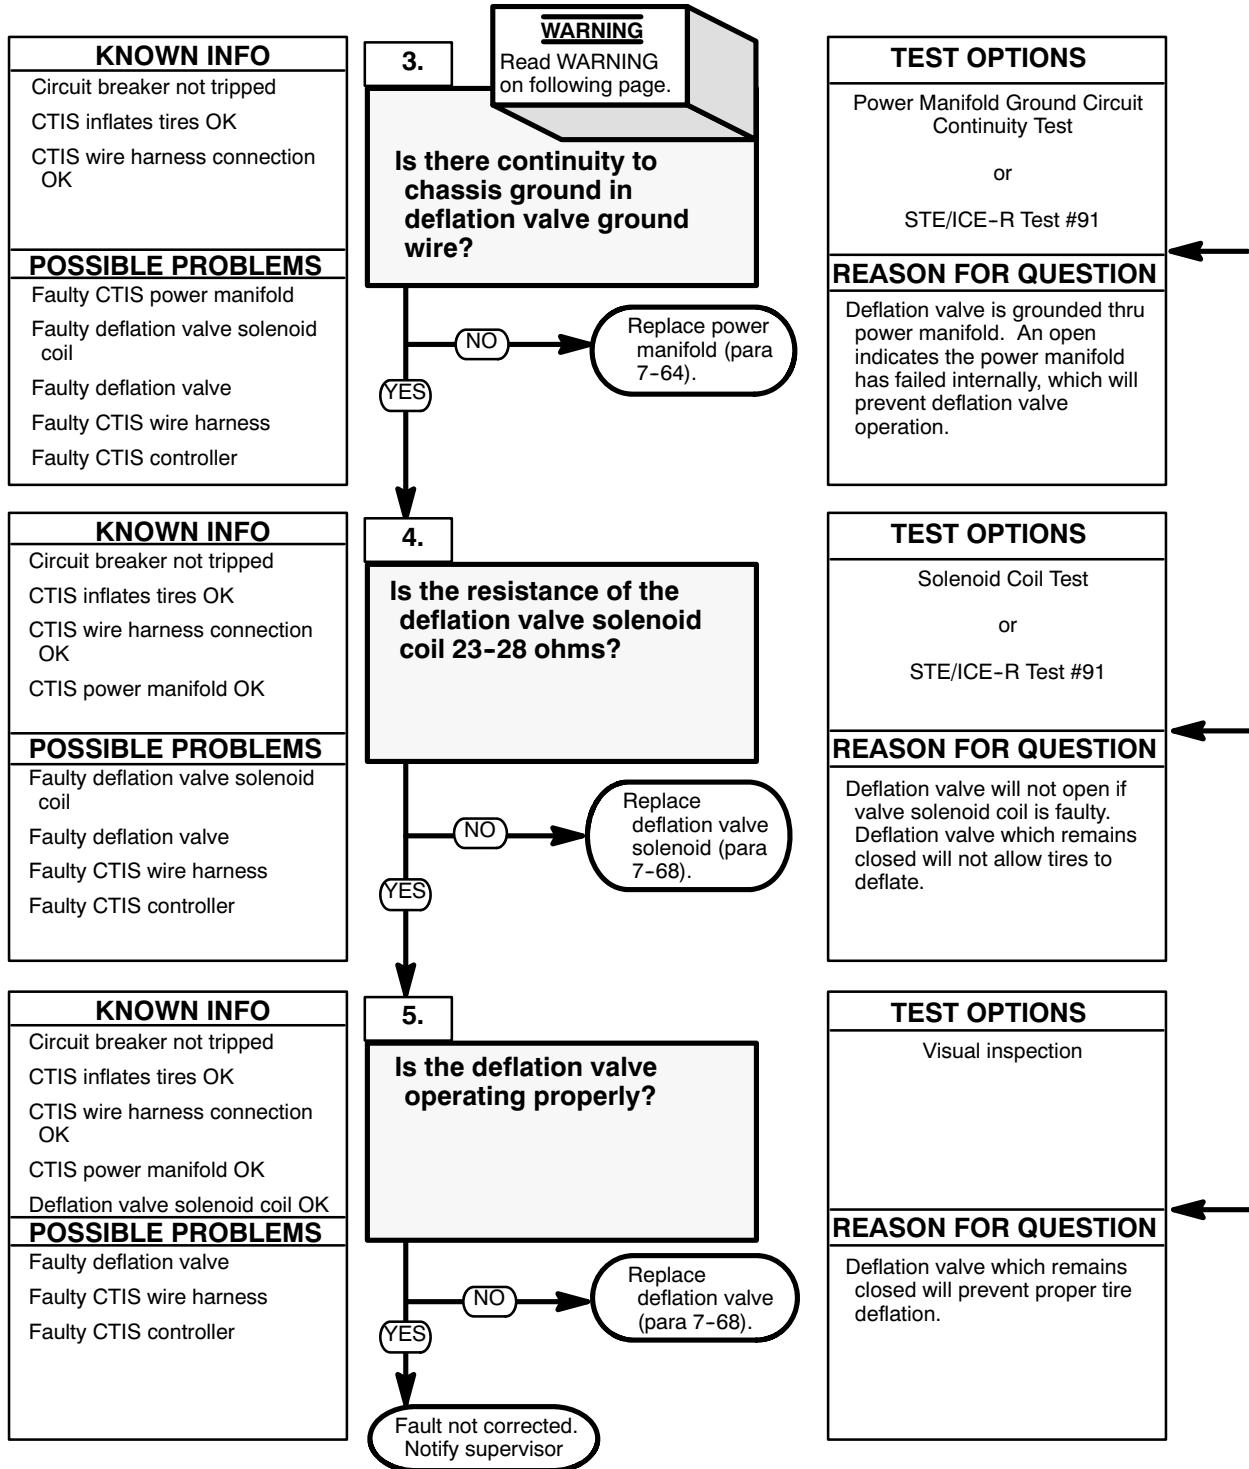 KNOWN INFO
Circuit breaker not tripped
CTIS inflates tires OK
CTIS wire harness connection
OK
POSSIBLE PROBLEMS
Faulty CTIS power manifold
Faulty deflation valve solenoid
coil
Faulty deflation valve
Faulty CTIS wire harness
Faulty CTIS controller
3.
WARNING
Read WARNING
on following page.
Is there continuity to
chassis ground in
deflation valve ground
wire?
NO
Replace power
manifold (para
7-64).
YES
TEST OPTIONS
Power Manifold Ground Circuit
Continuity Test
or
STE/ICE-R Test #91
REASON FOR QUESTION
Deflation valve is grounded thru
power manifold. An open
indicates the power manifold
has failed internally, which will
prevent deflation valve
operation.
KNOWN INFO
Circuit breaker not tripped
CTIS inflates tires OK
CTIS wire harness connection
OK
CTIS power manifold OK
POSSIBLE PROBLEMS
Faulty deflation valve solenoid
coil
Faulty deflation valve
Faulty CTIS wire harness
Faulty CTIS controller
4.
Is the resistance of the
deflation valve solenoid
coil 23-28 ohms?
NO
Replace
deflation valve
solenoid (para
7-68).
YES
TEST OPTIONS
Solenoid Coil Test
or
STE/ICE-R Test #91
REASON FOR QUESTION
Deflation valve will not open if
valve solenoid coil is faulty.
Deflation valve which remains
closed will not allow tires to
deflate.
KNOWN INFO
Circuit breaker not tripped
CTIS inflates tires OK
CTIS wire harness connection
OK
CTIS power manifold OK
Deflation valve solenoid coil OK
POSSIBLE PROBLEMS
Faulty deflation valve
Faulty CTIS wire harness
Faulty CTIS controller
5.
Is the deflation valve
operating properly?
NO
Replace
deflation valve
(para 7-68).
YES
Fault not corrected.
Notify supervisor
TEST OPTIONS
Visual inspection
REASON FOR QUESTION
Deflation valve which remains
closed will prevent proper tire
deflation.